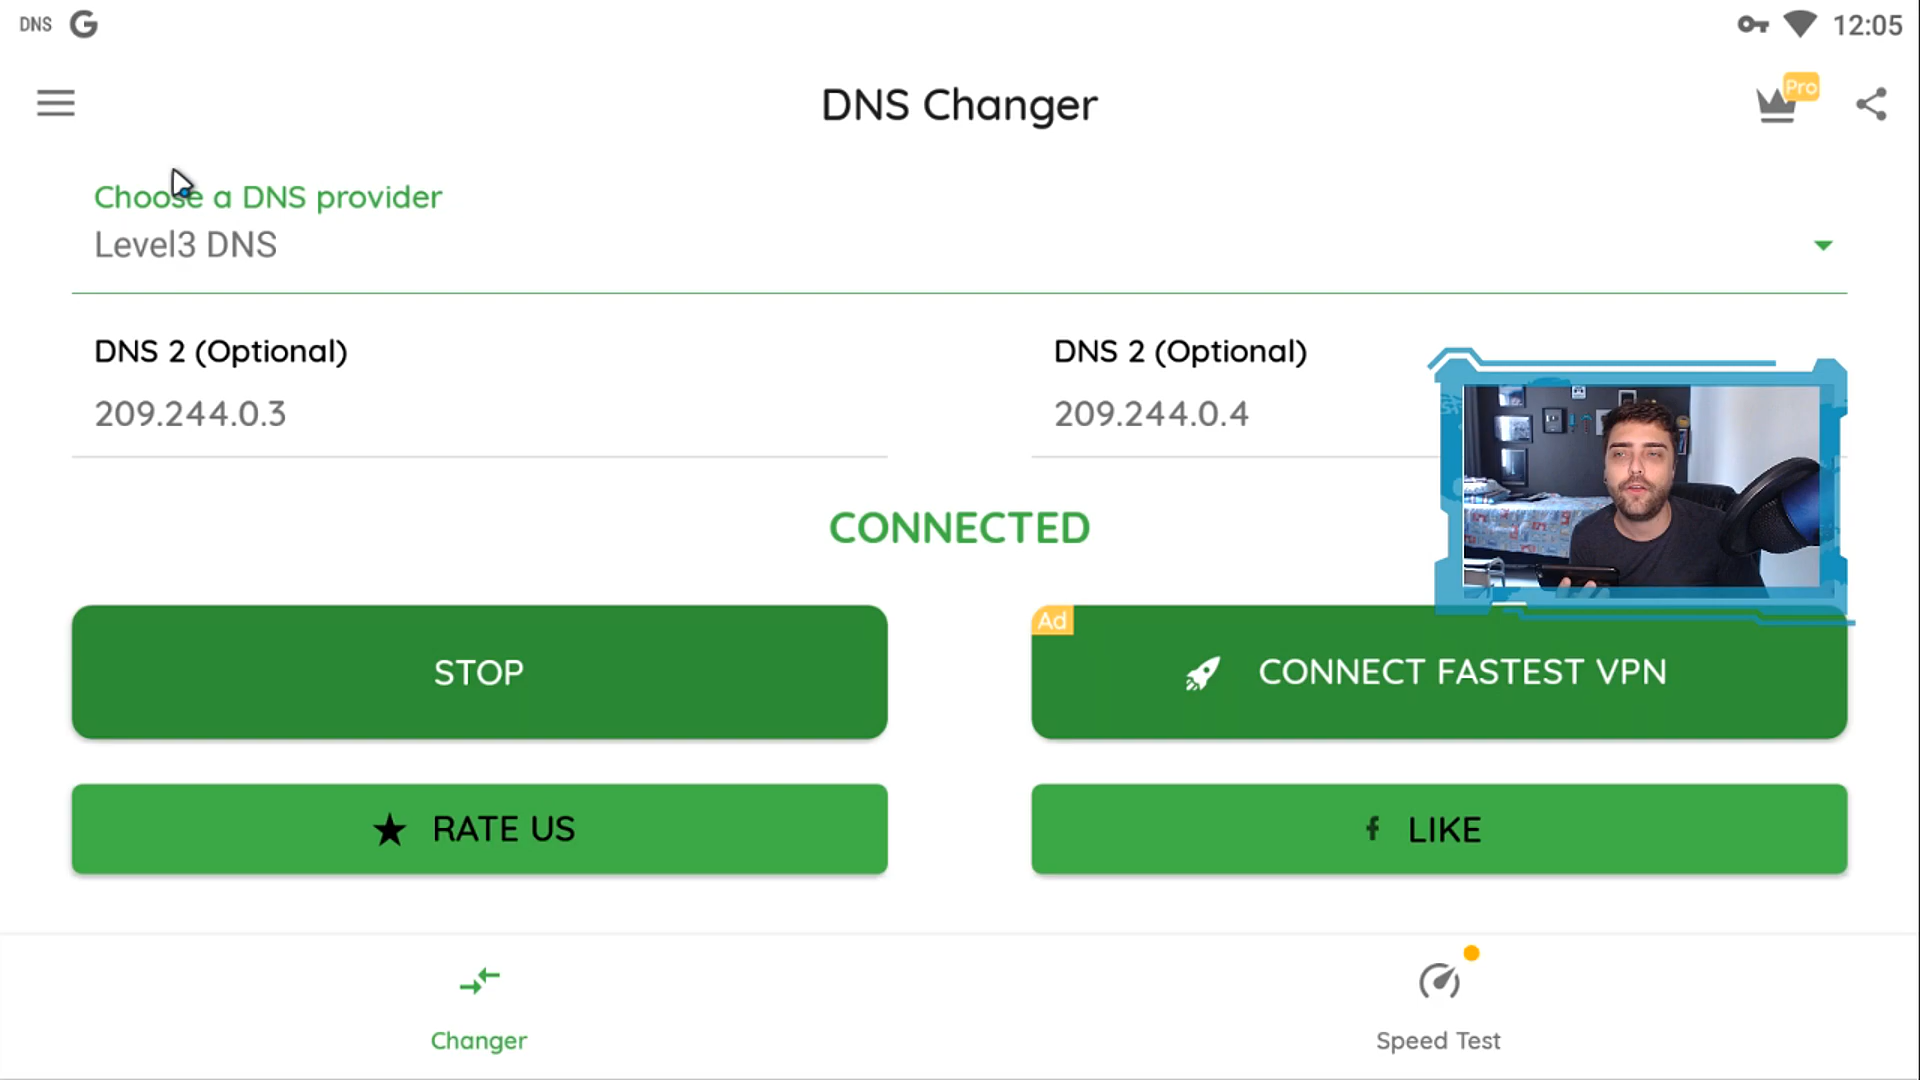 DNS G 12:05
DNS Changer
Pro
Choose a DNS provider
Level3 DNS
DNS 2 (Optional)
209.244.0.3
DNS 2 (Optional)
209.244.0.4
CONNECTED
STOP
Ad
CONNECT FASTEST VPN
RATE US
f LIKE
Changer
Speed Test